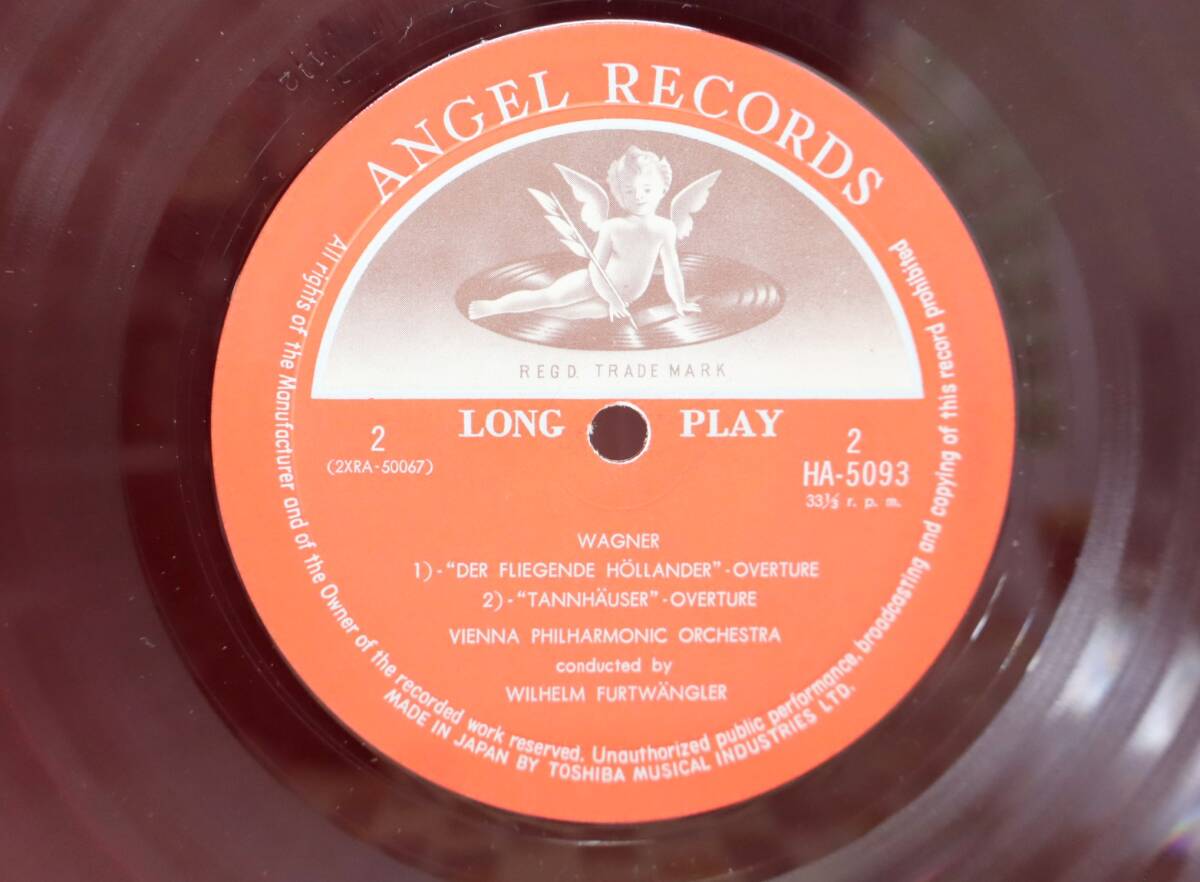 ANGEL RECORDS
REGD. TRADE MARK
LONG PLAY
2
(2XRA-50067)
2
HA-5093
33⅓ r. p. m.
WAGNER
1)-"DER FLIEGENDE HÖLLANDER"-OVERTURE
2)-"TANNHÄUSER"-OVERTURE
VIENNA PHILHARMONIC ORCHESTRA
conducted by
WILHELM FURTWÄNGLER
All rights of the Manufacturer and of the Owner of the recorded work reserved. Unauthorized public performance, broadcasting and copying of this record prohibited
MADE IN JAPAN BY TOSHIBA MUSICAL INDUSTRIES LTD.